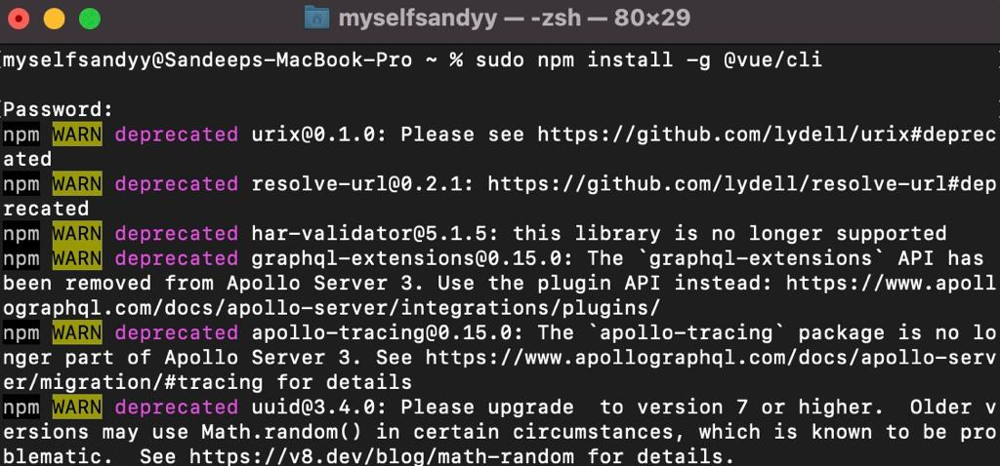 myselfsandyy — -zsh — 80×29
[myselfsandyy@Sandeeps-MacBook-Pro ~ % sudo npm install -g @vue/cli
[Password:
npm WARN deprecated urix@0.1.0: Please see https://github.com/lydell/urix#deprec
ated
npm WARN deprecated resolve-url@0.2.1: https://github.com/lydell/resolve-url#dep
recated
npm WARN deprecated har-validator@5.1.5: this library is no longer supported
npm WARN deprecated graphql-extensions@0.15.0: The `graphql-extensions` API has
been removed from Apollo Server 3. Use the plugin API instead: https://www.apoll
ographql.com/docs/apollo-server/integrations/plugins/
npm WARN deprecated apollo-tracing@0.15.0: The `apollo-tracing` package is no lo
nger part of Apollo Server 3. See https://www.apollographql.com/docs/apollo-serv
er/migration/#tracing for details
npm WARN deprecated uuid@3.4.0: Please upgrade  to version 7 or higher.  Older v
ersions may use Math.random() in certain circumstances, which is known to be pro
blematic.  See https://v8.dev/blog/math-random for details.